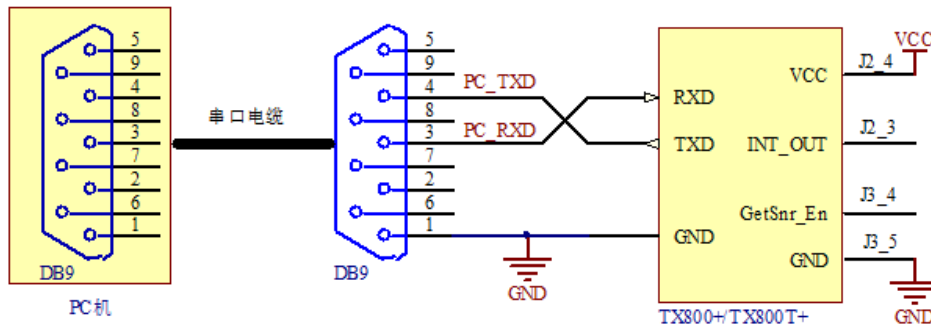 5
9
4
8
3
7
2
6
1
DB9
PC机
串口电缆
5
9
4
8
3
7
2
6
1
DB9
PC_TXD
PC_RXD
GND
RXD
TXD
GND
VCC
INT_OUT
GetSnr_En
GND
J2_4
J2_3
J3_4
J3_5
VCC
GND
TX800+/TX800T+